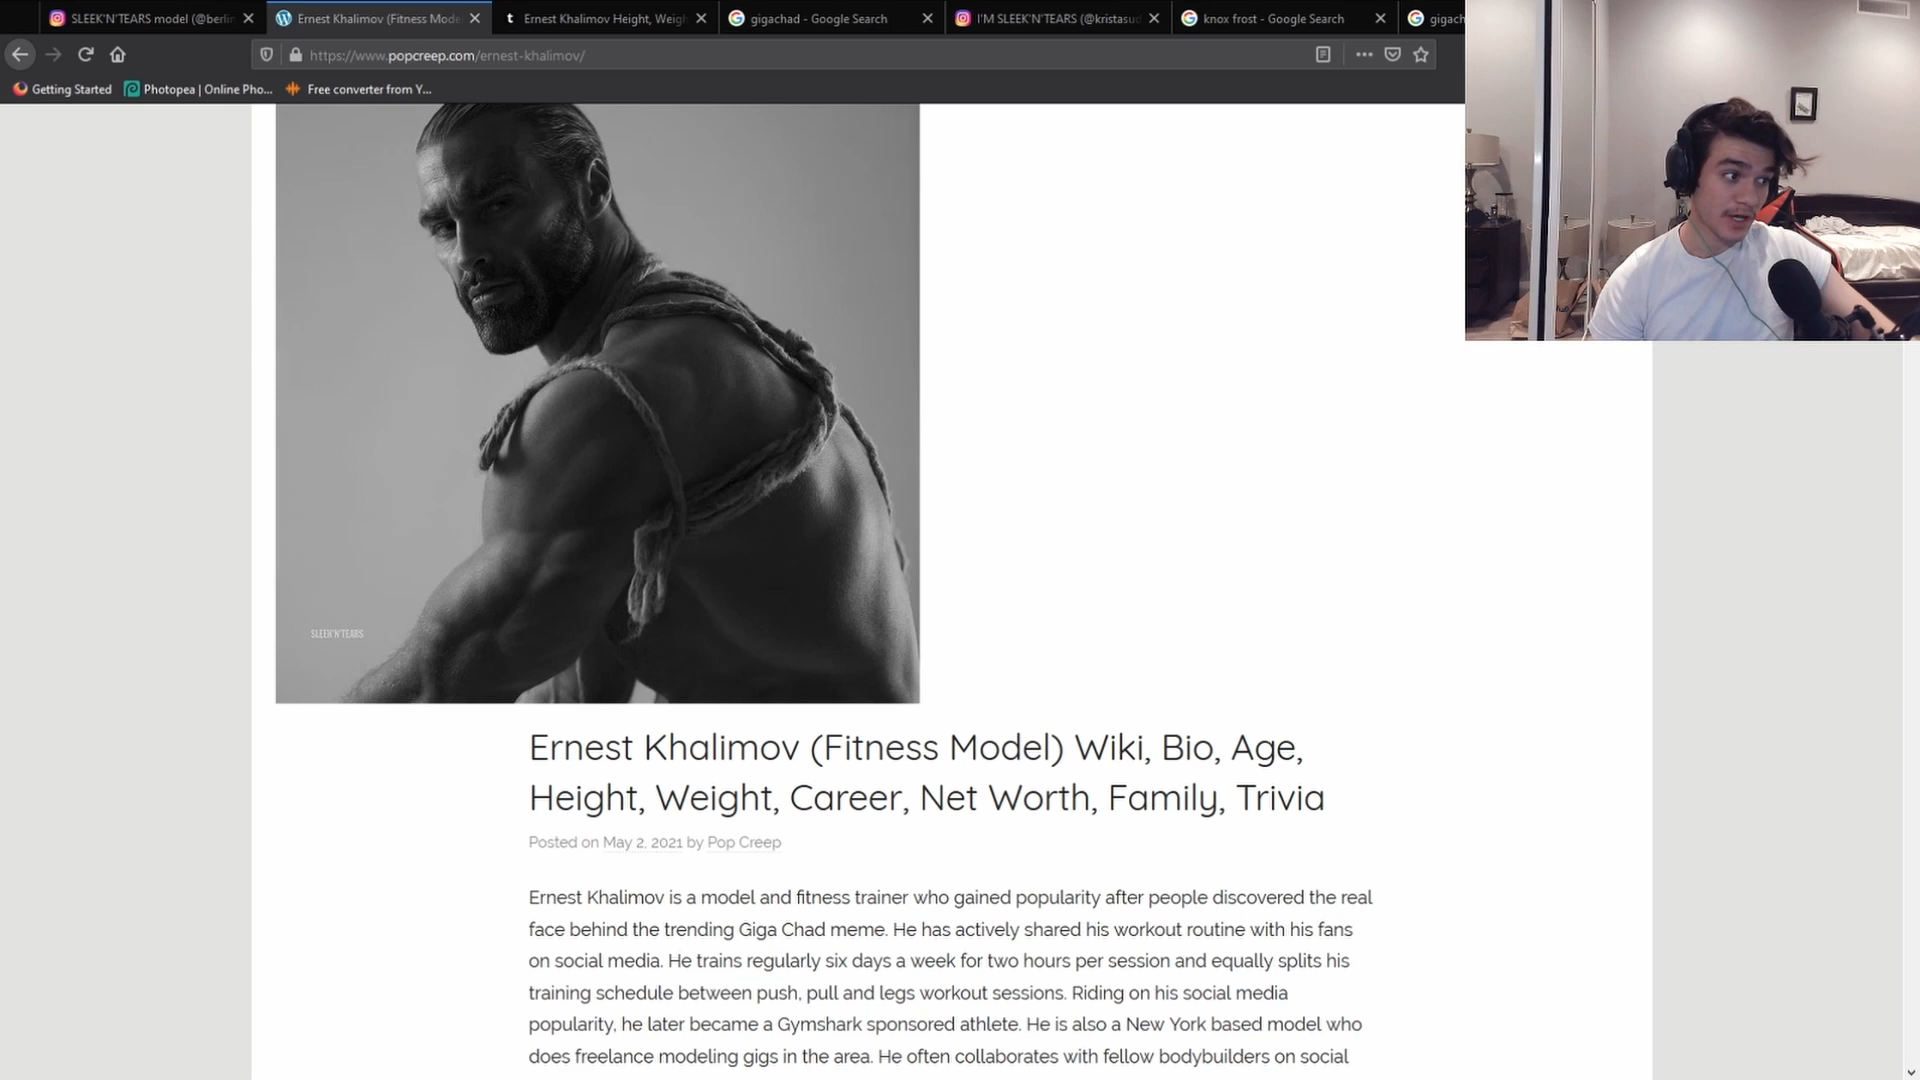 SLEEK'N'TEARS model (@berlin
Ernest Khalimov (Fitness Mode
Ernest Khalimov Height, Weigh
gigachad - Google Search
I'M SLEEK'N'TEARS (@kristasud
knox frost - Google Search
gigach
https://www.popcreep.com/ernest-khalimov/
Getting Started
Photopea | Online Pho...
Free converter from Y...
SLEEK'N'TEARS
Ernest Khalimov (Fitness Model) Wiki, Bio, Age,
Height, Weight, Career, Net Worth, Family, Trivia
Posted on May 2, 2021 by Pop Creep
Ernest Khalimov is a model and fitness trainer who gained popularity after people discovered the real
face behind the trending Giga Chad meme. He has actively shared his workout routine with his fans
on social media. He trains regularly six days a week for two hours per session and equally splits his
training schedule between push, pull and legs workout sessions. Riding on his social media
popularity, he later became a Gymshark sponsored athlete. He is also a New York based model who
does freelance modeling gigs in the area. He often collaborates with fellow bodybuilders on social